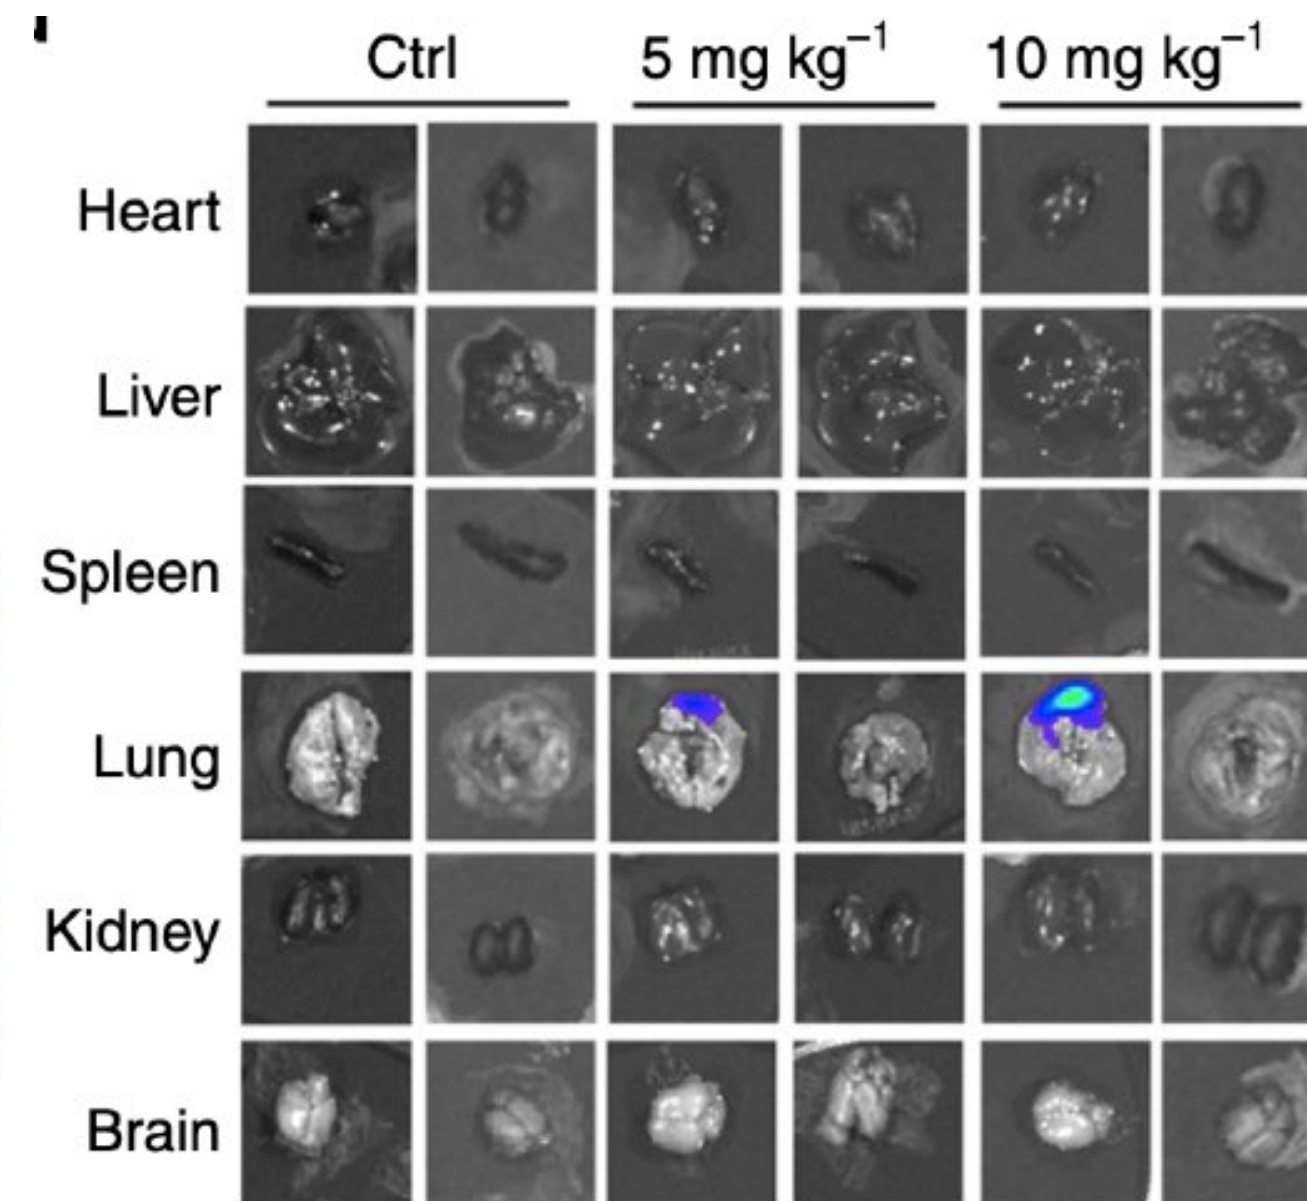 Ctrl 5 mg kg⁻¹ 10 mg kg⁻¹
Heart
Liver
Spleen
Lung
Kidney
Brain